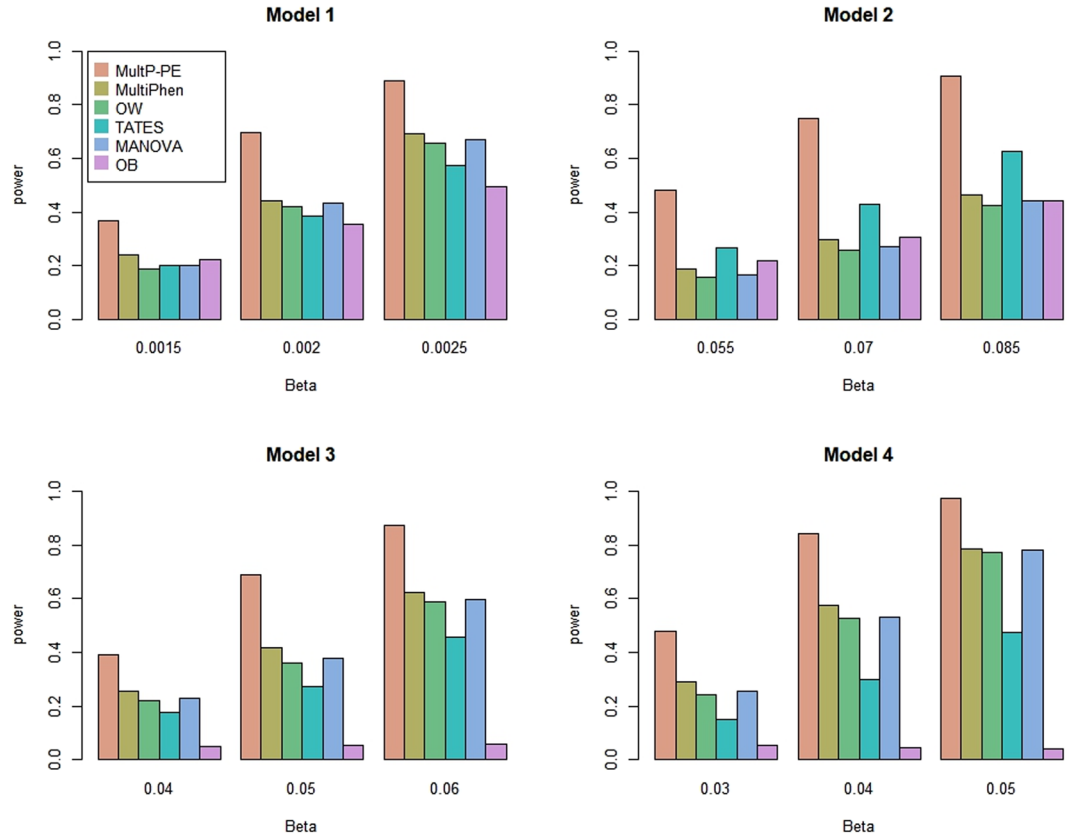 Model 1
power
0.0 0.2 0.4 0.6 0.8 1.0
MultP-PE
MultiPhen
OW
TATES
MANOVA
OB
0.0015 0.002 0.0025
Beta
Model 2
power
0.0 0.2 0.4 0.6 0.8 1.0
0.055 0.07 0.085
Beta
Model 3
power
0.0 0.2 0.4 0.6 0.8 1.0
0.04 0.05 0.06
Beta
Model 4
power
0.0 0.2 0.4 0.6 0.8 1.0
0.03 0.04 0.05
Beta